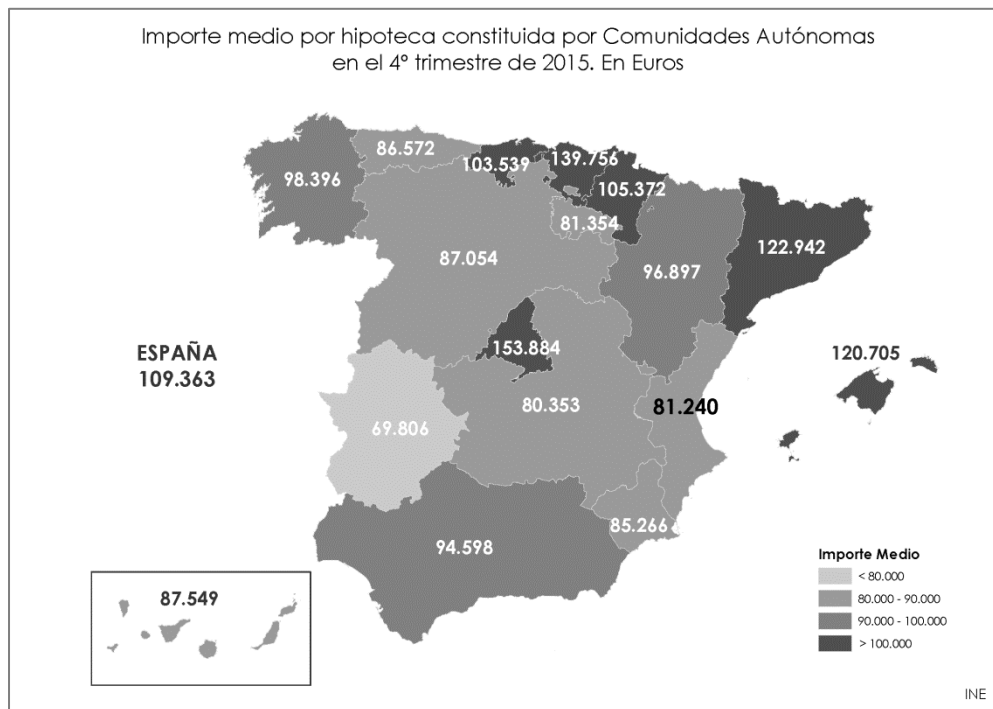 Importe medio por hipoteca constituida por Comunidades Autónomas
en el 4º trimestre de 2015. En Euros
86.572
103.539
139.756
98.396
105.372
81.354
87.054
96.897
122.942
ESPAÑA
109.363
153.884
120.705
80.353
81.240
69.806
85.266
94.598
87.549
Importe Medio
< 80.000
80.000 - 90.000
90.000 - 100.000
> 100.000
INE